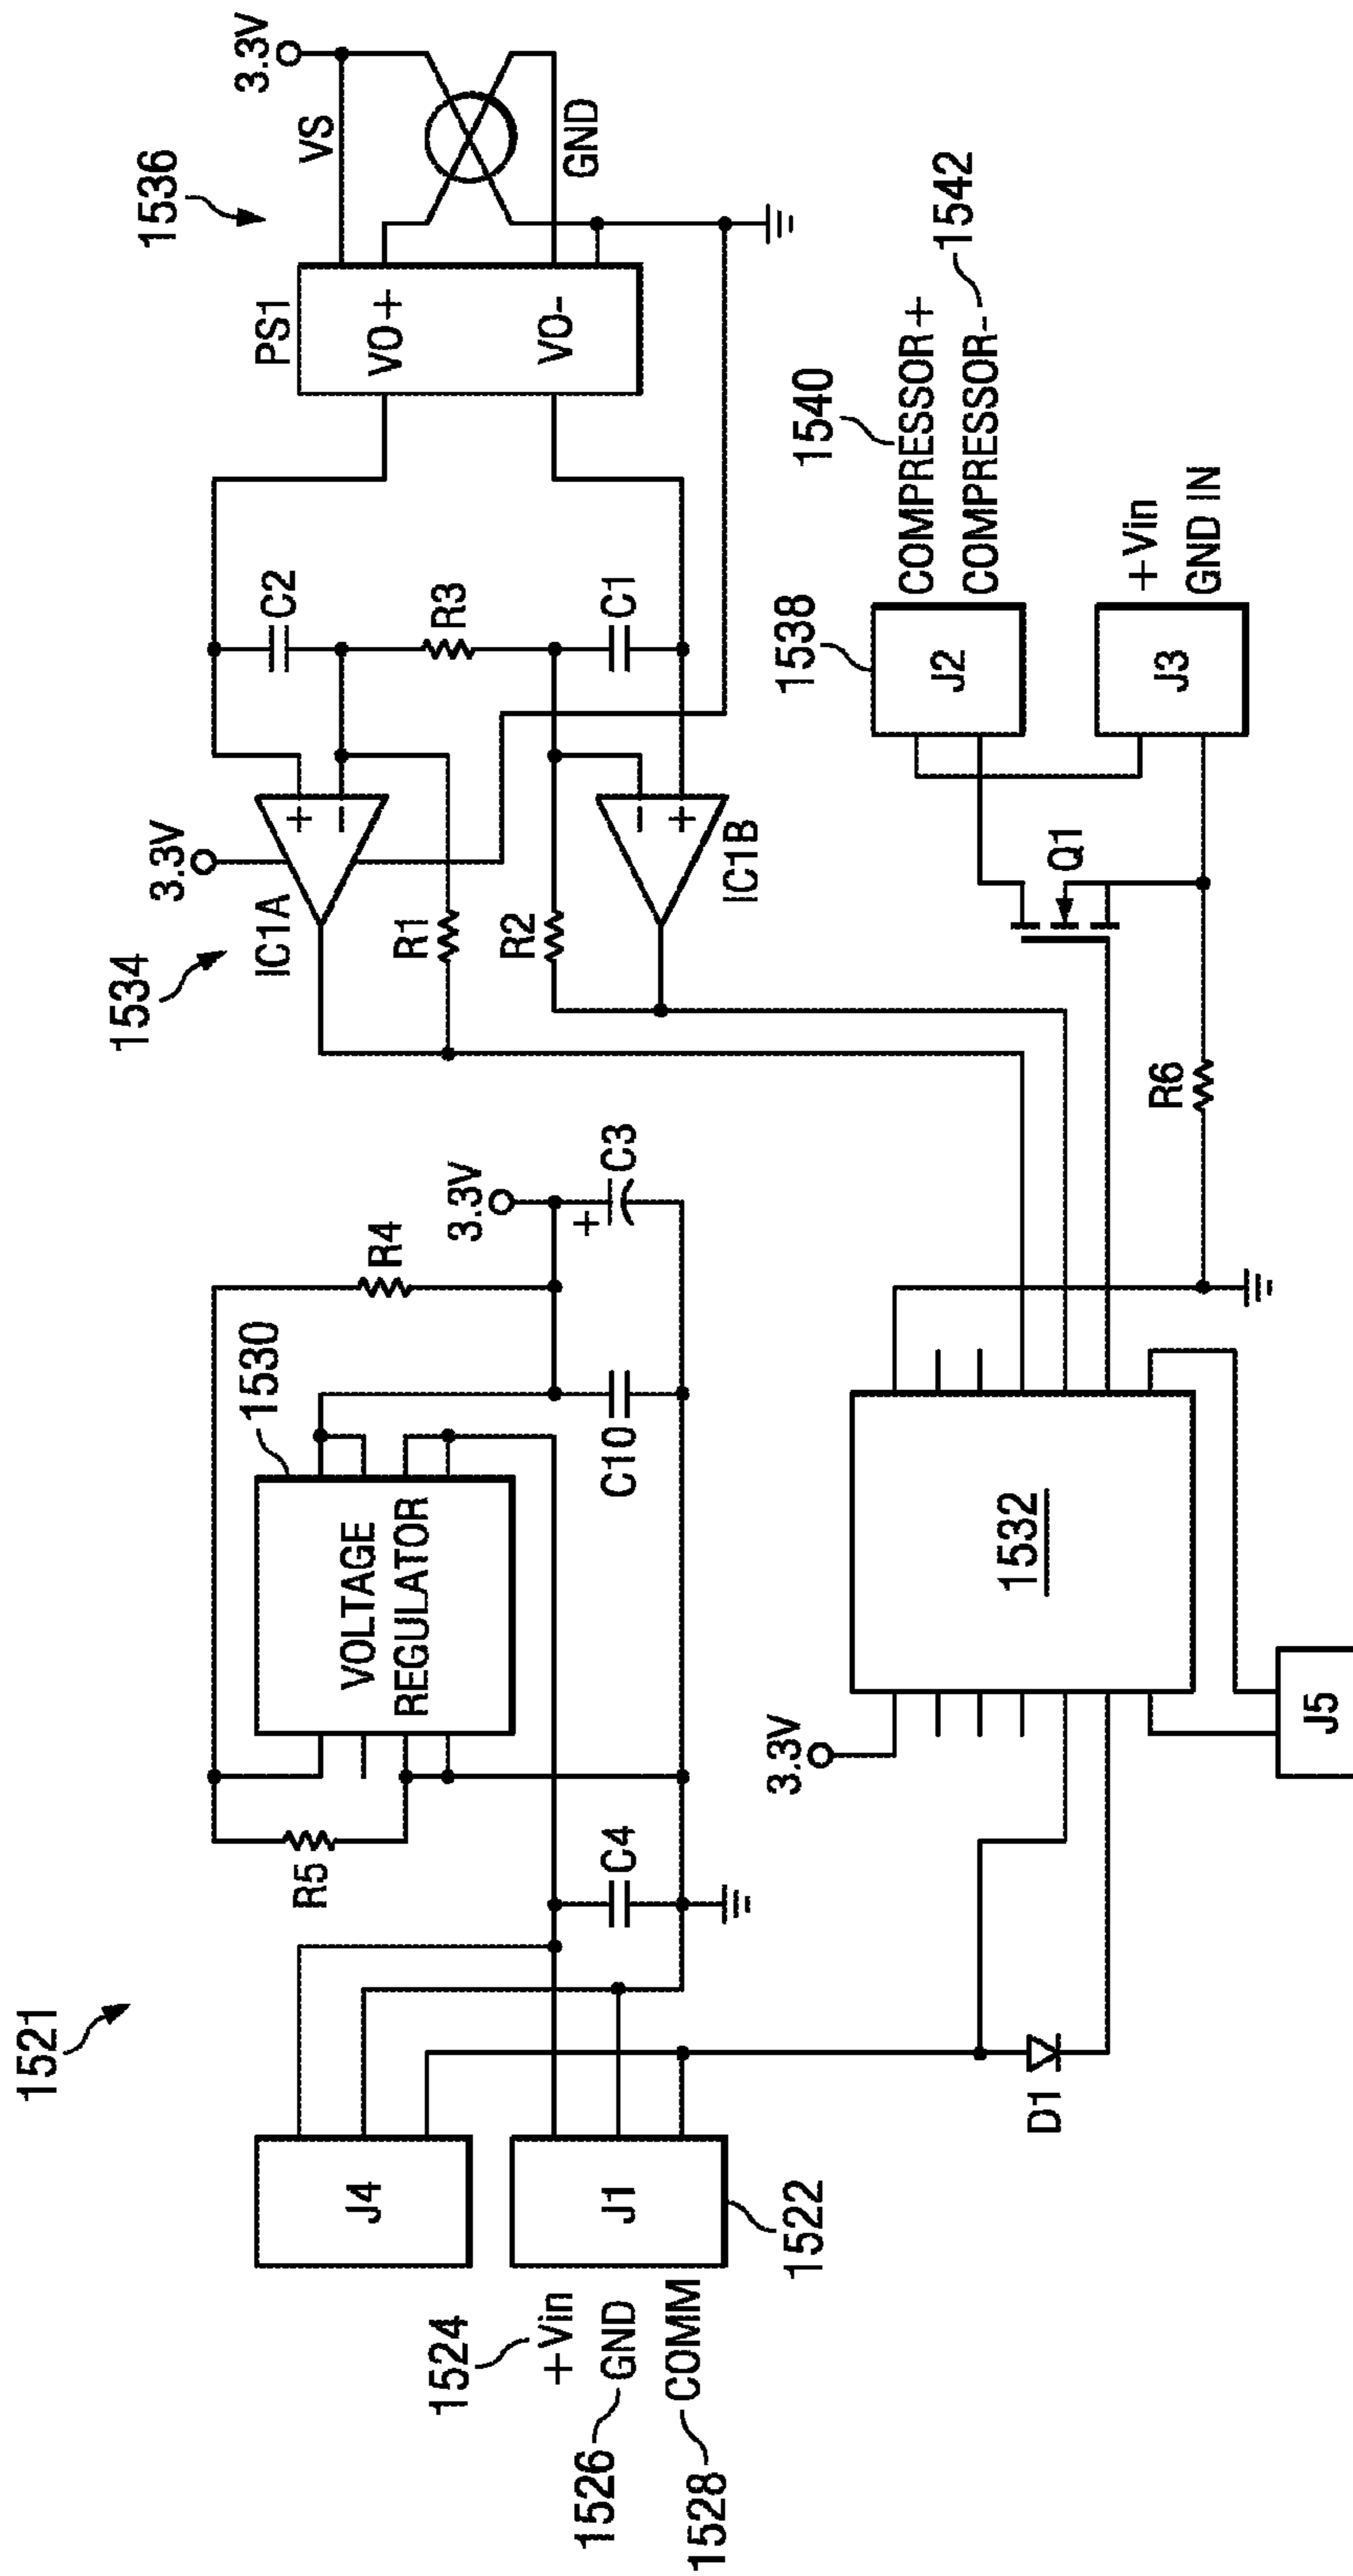 1521
J4
J1
1522
1524
+Vin
1526
GND
1528
COMM
R5
C4
VOLTAGE
REGULATOR
1530
C10
R4
3.3V
+
C3
1534
3.3V
IC1A
+
-
R1
R2
-
+
IC1B
C2
R3
C1
1536
PS1
VO+
VO-
VS
3.3V
GND
D1
3.3V
1532
J5
R6
Q1
1538
J2
J3
1540
COMPRESSOR+
COMPRESSOR-
1542
+Vin
GND IN